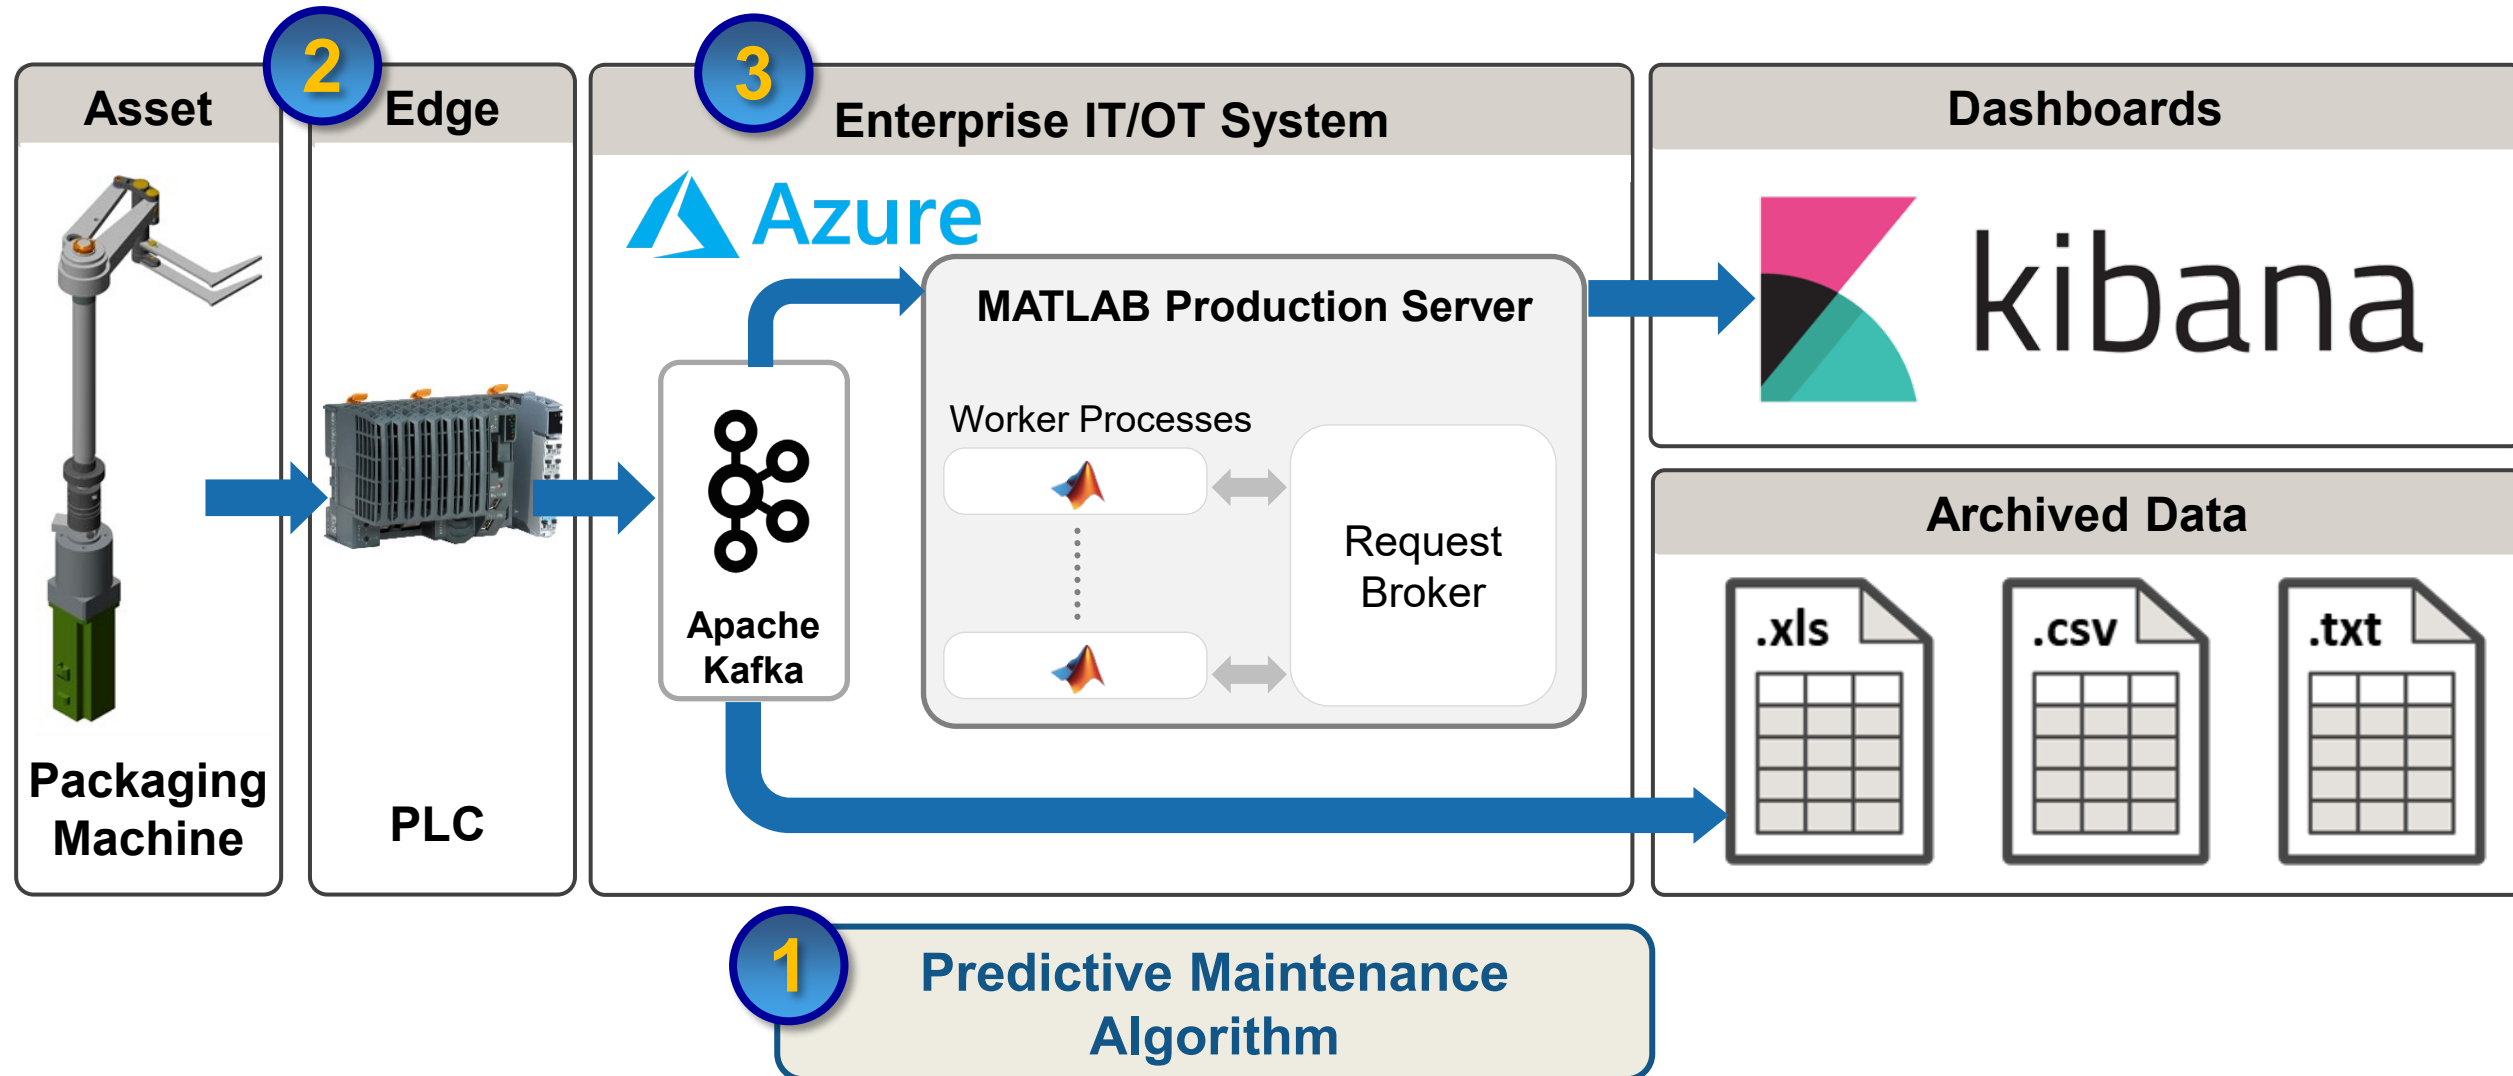 2
3
Asset
Edge
Enterprise IT/OT System
Dashboards
Azure
kibana
MATLAB Production Server
Worker Processes
Request
Broker
Apache
Kafka
Archived Data
.xls
.csv
.txt
Packaging
Machine
PLC
1
Predictive Maintenance
Algorithm